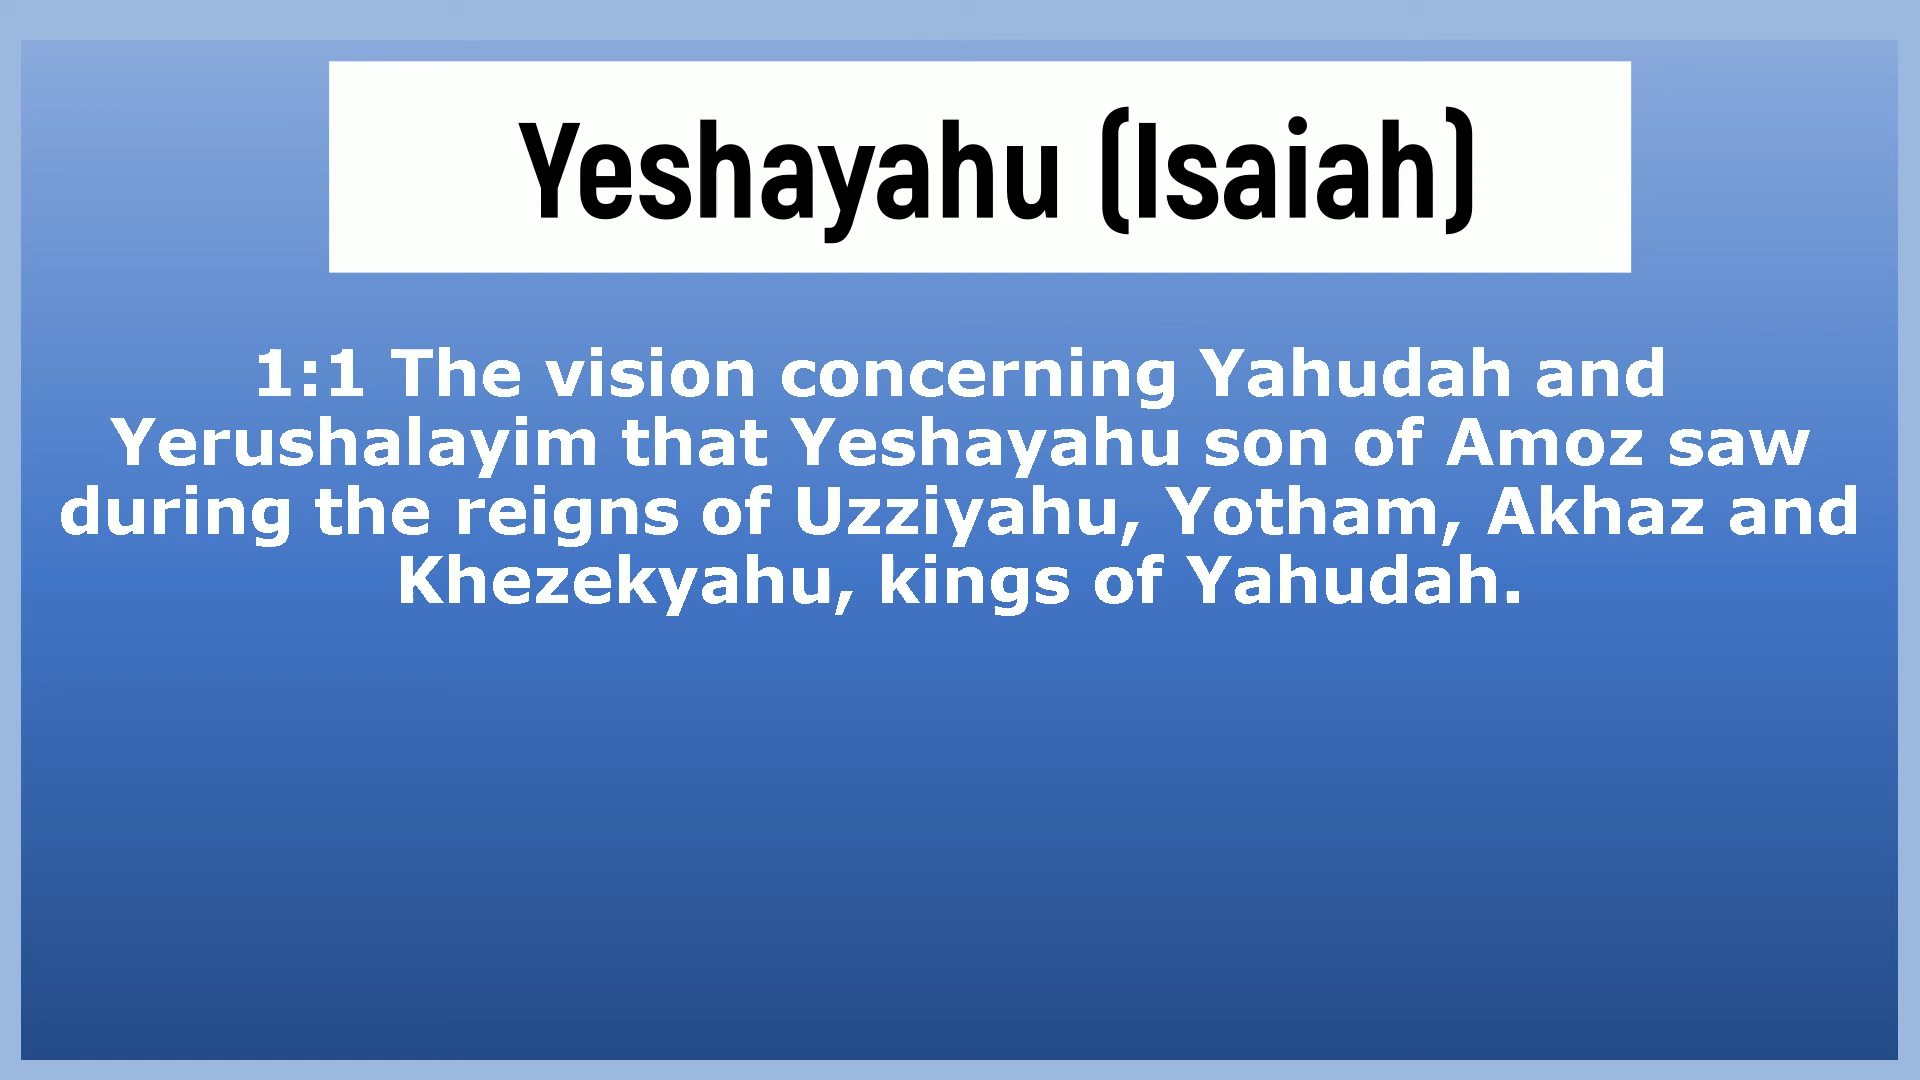 Yeshayahu (Isaiah)
1:1 The vision concerning Yahudah and
Yerushalayim that Yeshayahu son of Amoz saw
during the reigns of Uzziyahu, Yotham, Akhaz and
Khezekyahu, kings of Yahudah.